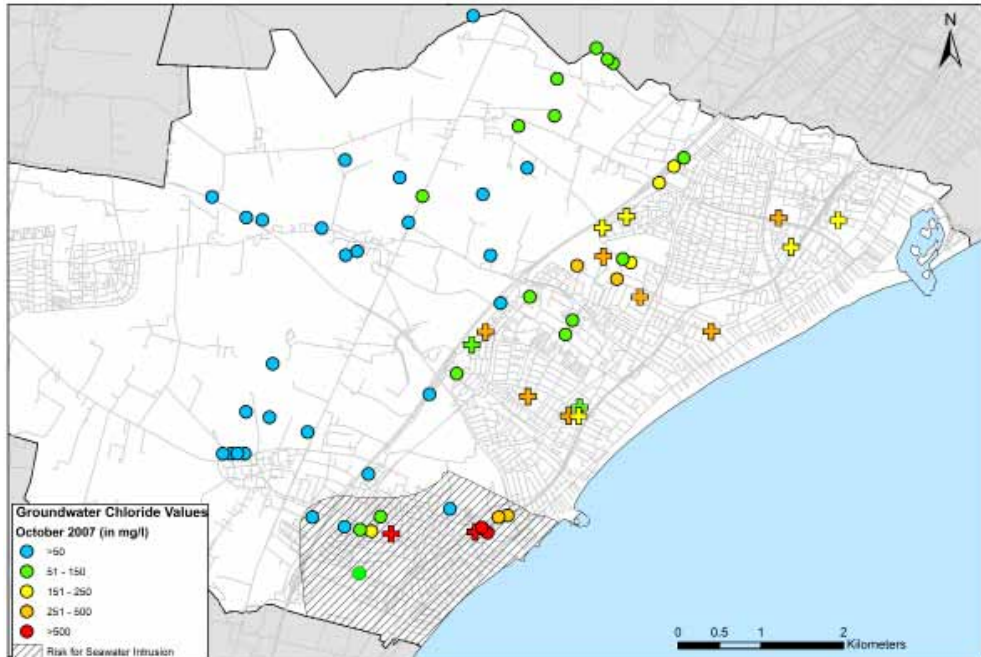 N
Groundwater Chloride Values
October 2007 (in mg/l)
>50
51 - 150
151 - 250
251 - 500
>500
Risk for Seawater Intrusion
0 0.5 1 2
Kilometers